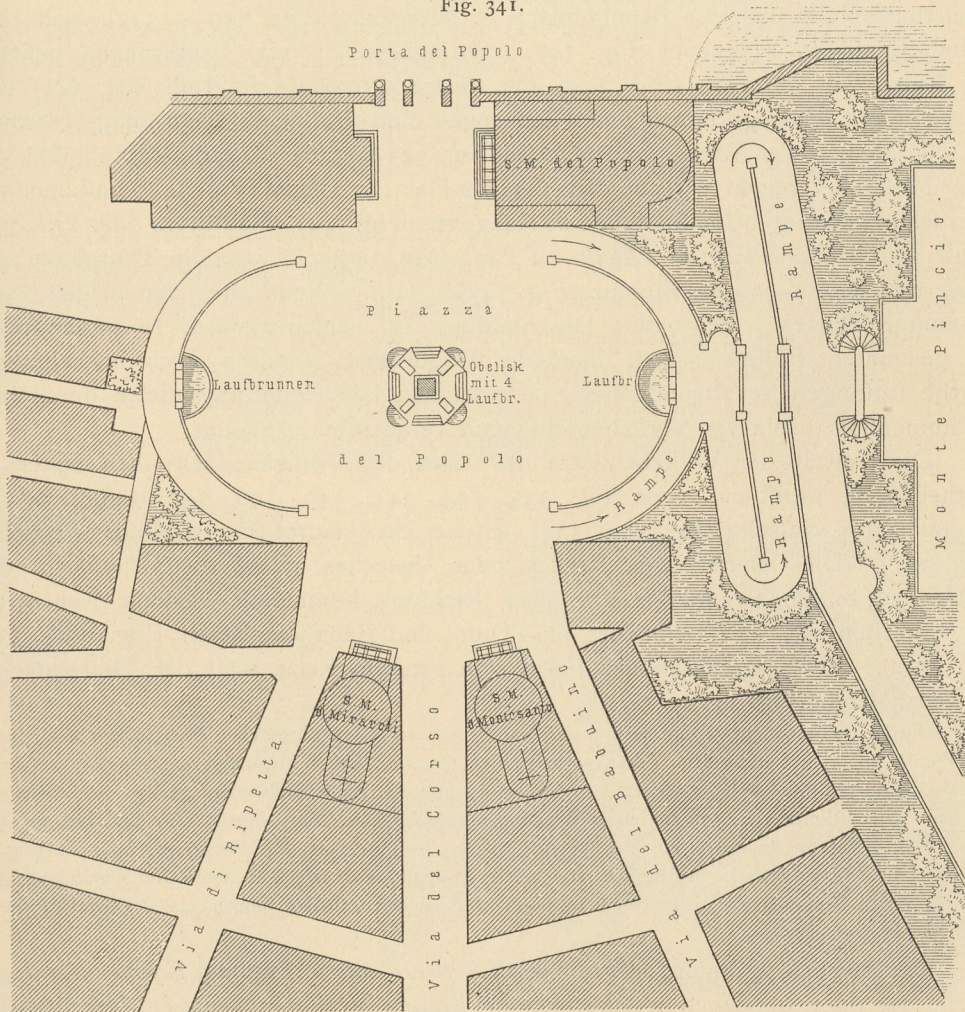 Fig. 341.
Porta del Popolo
S. M. del Popolo
Rampe
Piazza
Monte Pincio.
Laufbrunnen
Obelisk
mit 4
Laufbr.
Laufbr
del Popolo
Rampe
Rampe
S. M.
d. Miracoli
S. M.
d. Montesanto
Via di Ripetta
Via del Corso
Via del Babuino